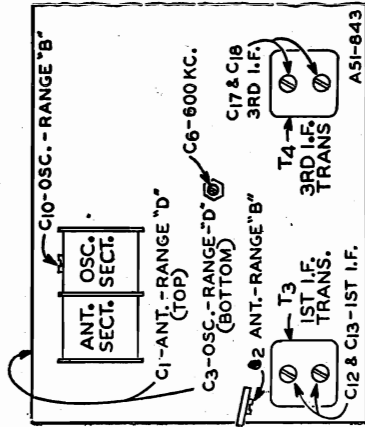 C10-OSC.-RANGE "B"
ANT.
SECT.
OSC.
SECT.
C1-ANT.-RANGE "D"
(TOP)
C3-OSC.-RANGE-"D"
(BOTTOM)
C6-600 KC.
2 ANT.-RANGE "B"
C17 & C18
3RD I.F.
T3
1ST I.F.
TRANS.
T4
3RD I.F.
TRANS
C12 & C13-1ST I.F.
A51-843